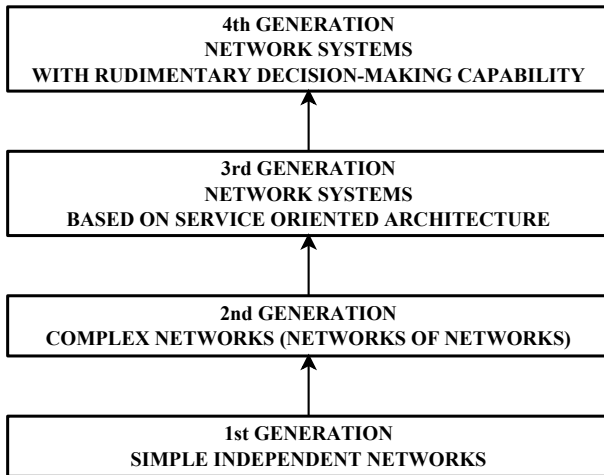 4th GENERATION
NETWORK SYSTEMS
WITH RUDIMENTARY DECISION-MAKING CAPABILITY
3rd GENERATION
NETWORK SYSTEMS
BASED ON SERVICE ORIENTED ARCHITECTURE
2nd GENERATION
COMPLEX NETWORKS (NETWORKS OF NETWORKS)
1st GENERATION
SIMPLE INDEPENDENT NETWORKS